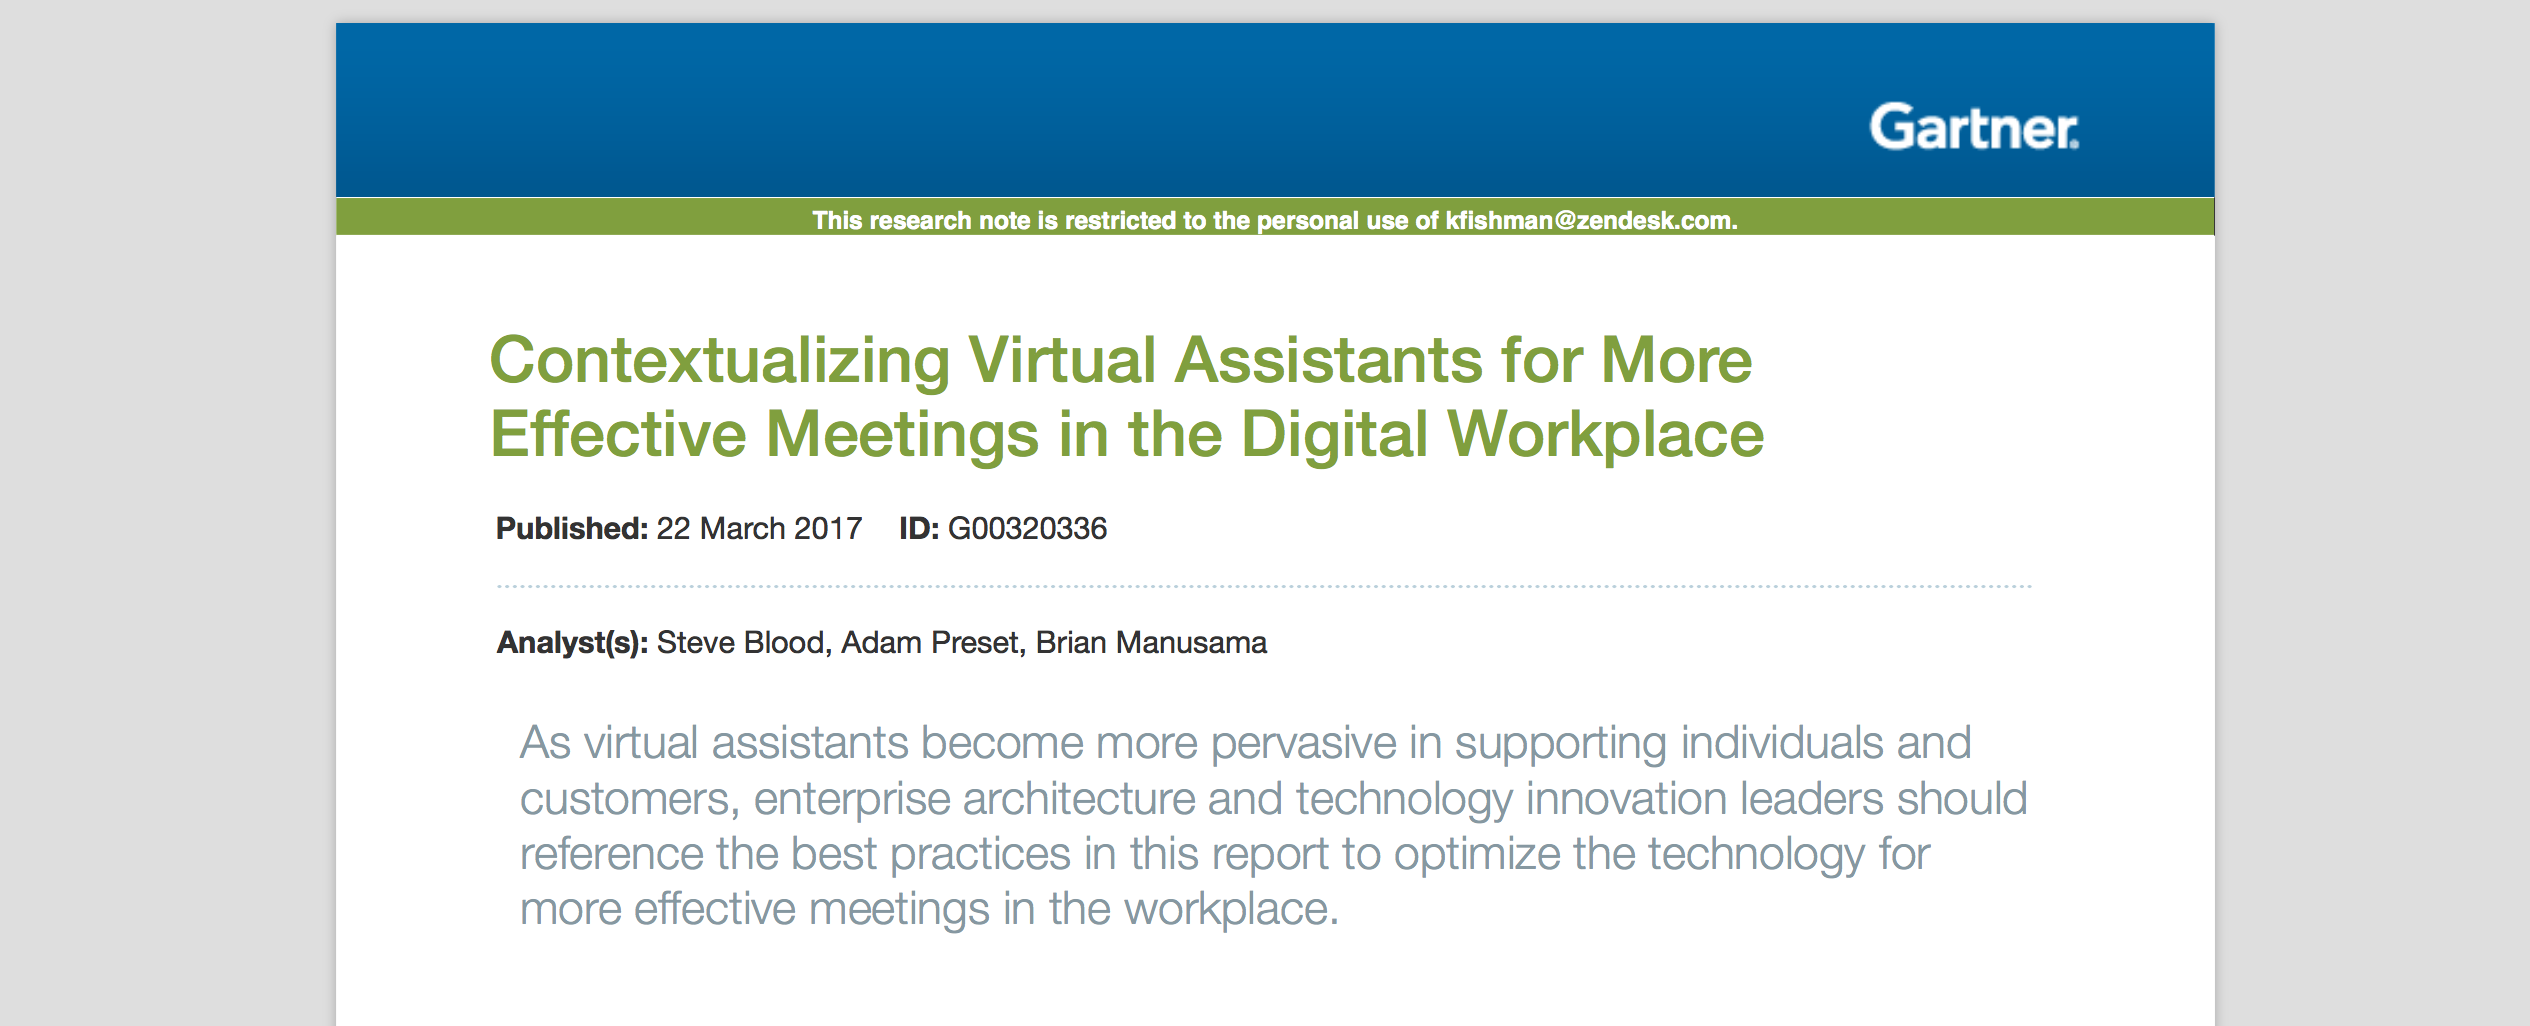 Gartner.
This research note is restricted to the personal use of kfishman@zendesk.com.
Contextualizing Virtual Assistants for More
Effective Meetings in the Digital Workplace
Published: 22 March 2017 ID: G00320336
Analyst(s): Steve Blood, Adam Preset, Brian Manusama
As virtual assistants become more pervasive in supporting individuals and
customers, enterprise architecture and technology innovation leaders should
reference the best practices in this report to optimize the technology for
more effective meetings in the workplace.